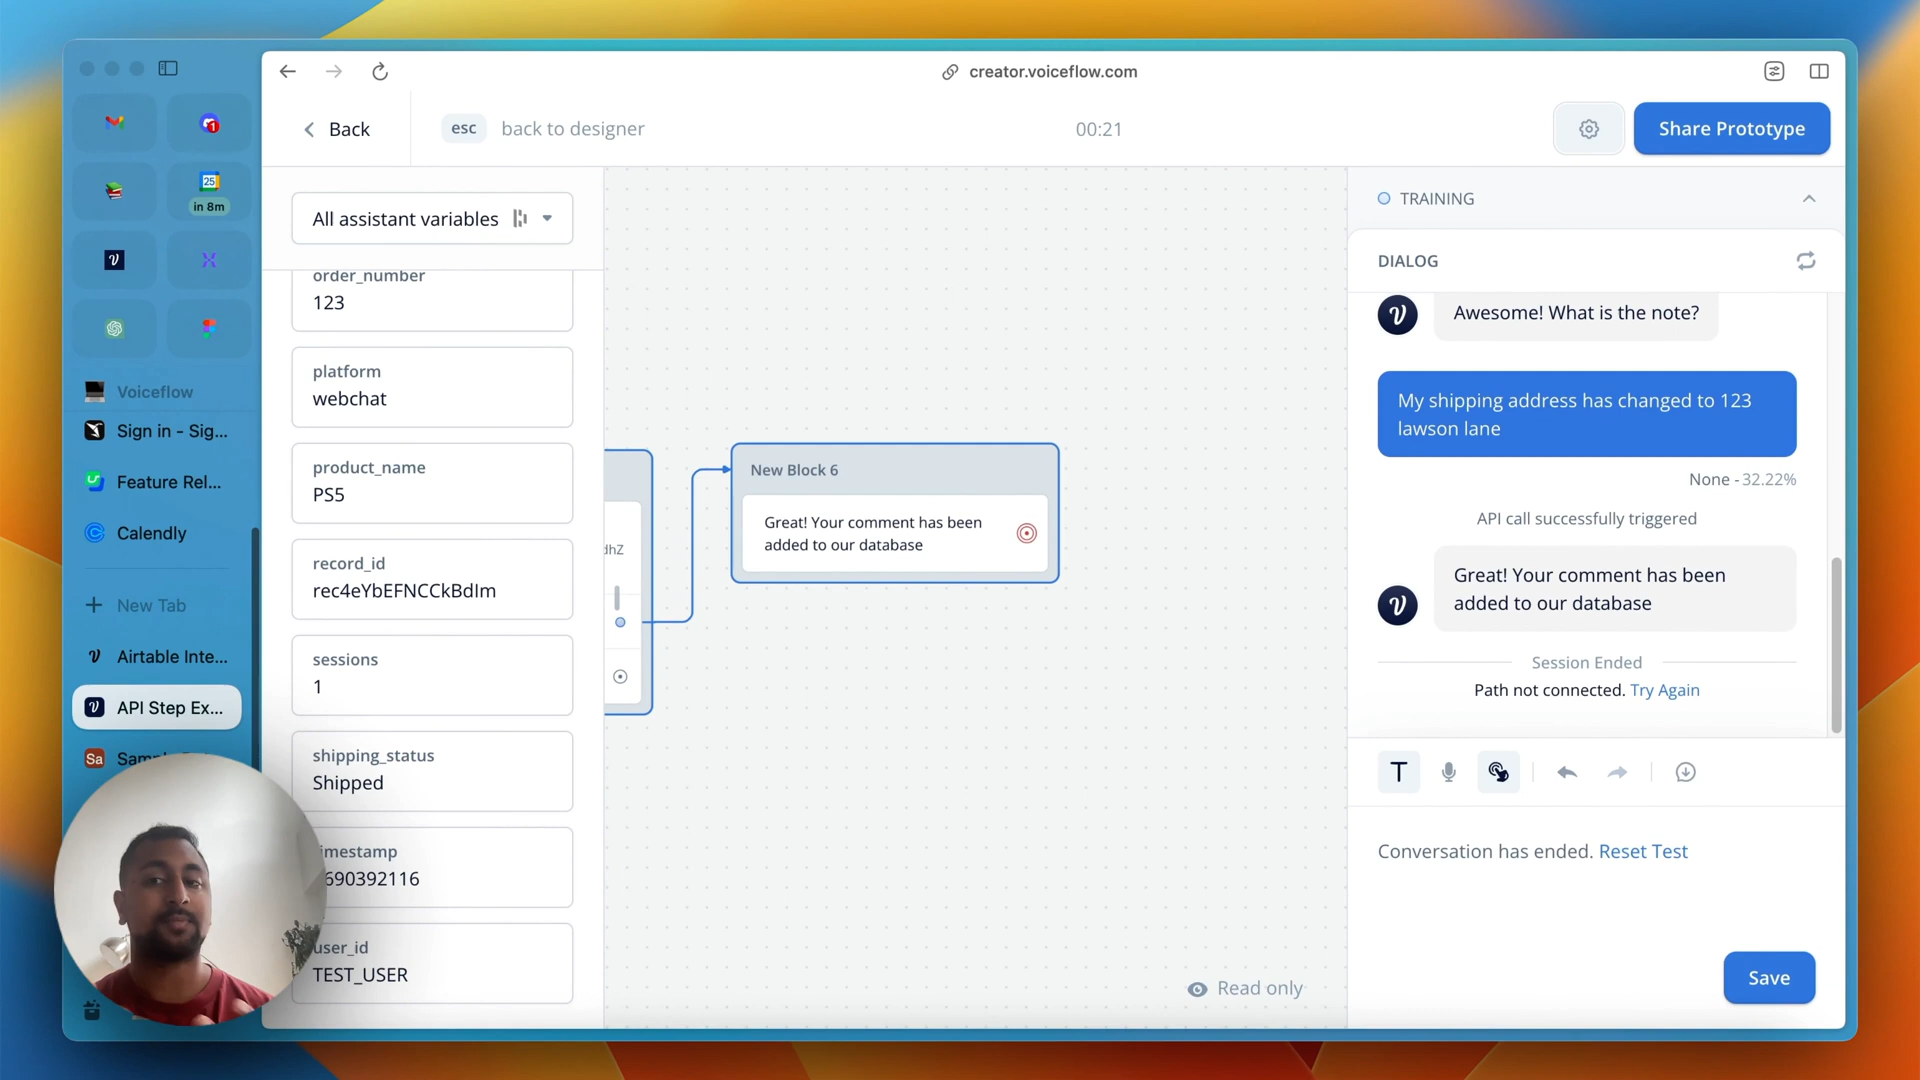 creator.voiceflow.com
Back
esc back to designer
00:21
Share Prototype
1
25
in 8m
Voiceflow
Sign in - Sig...
Feature Rel...
Calendly
New Tab
Airtable Inte...
API Step Ex...
Sa
All assistant variables
order_number
123
platform
webchat
product_name
PS5
record_id
rec4eYbEFNCCkBdIm
sessions
1
shipping_status
Shipped
imestamp
690392116
user_id
TEST_USER
dhZ
New Block 6
Great! Your comment has been
added to our database
Read only
TRAINING
DIALOG
Awesome! What is the note?
My shipping address has changed to 123
lawson lane
None - 32.22%
API call successfully triggered
Great! Your comment has been
added to our database
Session Ended
Path not connected. Try Again
T
Conversation has ended. Reset Test
Save